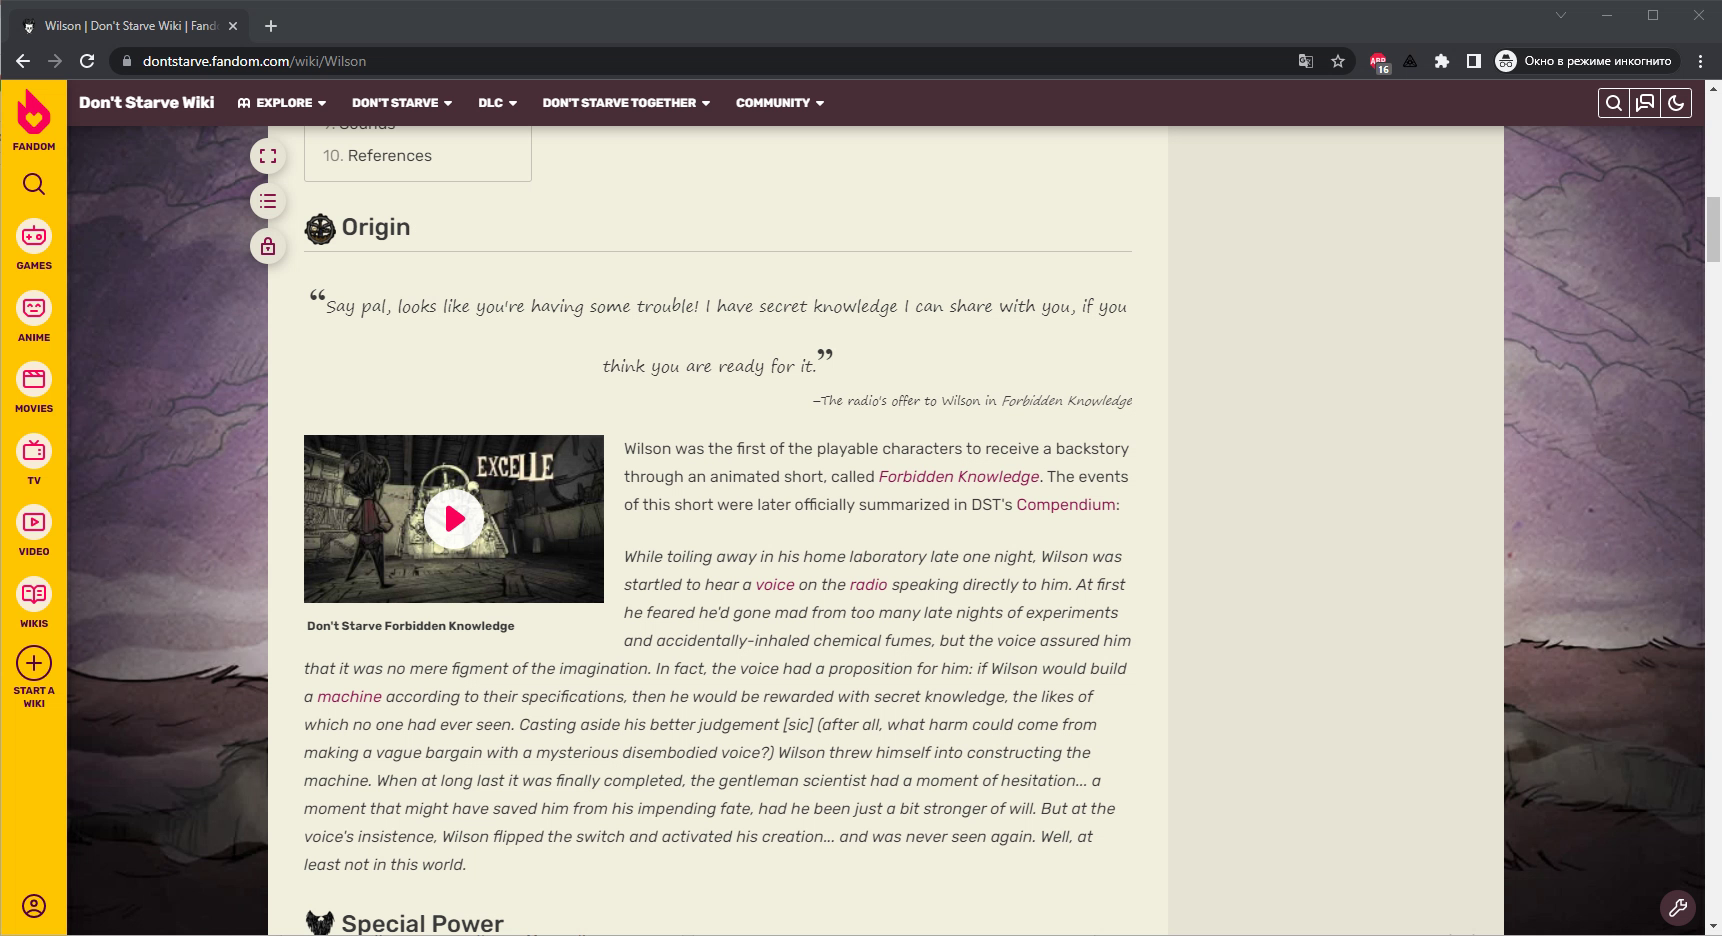 Wilson | Don't Starve Wiki | Fand
dontstarve.fandom.com/wiki/Wilson
ABP
16
Окно в режиме инкогнито
FANDOM
Don't Starve Wiki
EXPLORE
DON'T STARVE
DLC
DON'T STARVE TOGETHER
COMMUNITY
GAMES
ANIME
MOVIES
TV
VIDEO
WIKIS
START A
WIKI
9. Sounds
10. References
Origin
“Say pal, looks like you're having some trouble! I have secret knowledge I can share with you, if you
think you are ready for it.”
—The radio's offer to Wilson in Forbidden Knowledge
EXCELLE
Don't Starve Forbidden Knowledge
Wilson was the first of the playable characters to receive a backstory
through an animated short, called Forbidden Knowledge. The events
of this short were later officially summarized in DST's Compendium:
While toiling away in his home laboratory late one night, Wilson was
startled to hear a voice on the radio speaking directly to him. At first
he feared he'd gone mad from too many late nights of experiments
and accidentally-inhaled chemical fumes, but the voice assured him
that it was no mere figment of the imagination. In fact, the voice had a proposition for him: if Wilson would build
a machine according to their specifications, then he would be rewarded with secret knowledge, the likes of
which no one had ever seen. Casting aside his better judgement [sic] (after all, what harm could come from
making a vague bargain with a mysterious disembodied voice?) Wilson threw himself into constructing the
machine. When at long last it was finally completed, the gentleman scientist had a moment of hesitation... a
moment that might have saved him from his impending fate, had he been just a bit stronger of will. But at the
voice's insistence, Wilson flipped the switch and activated his creation... and was never seen again. Well, at
least not in this world.
Special Power